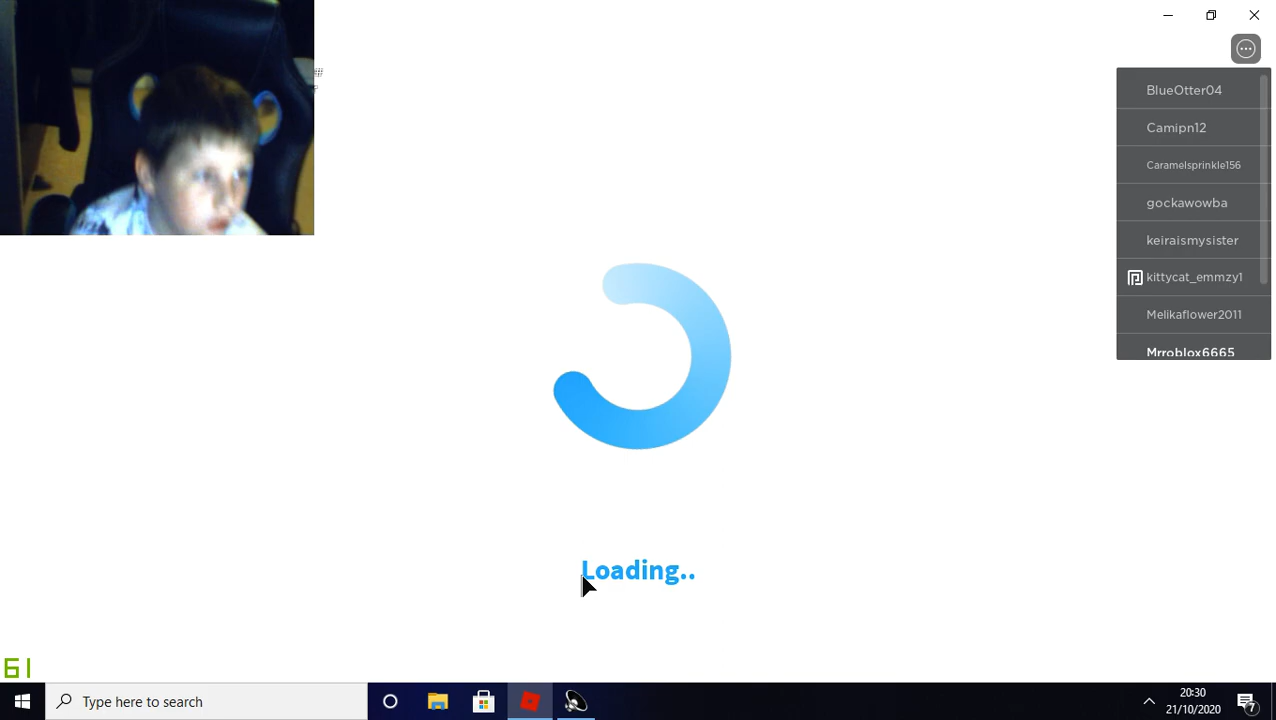 BlueOtter04
Camipn12
Caramelsprinkle156
gockawowba
keiraismysister
kittycat_emmzy1
Melikaflower2011
Mrroblox6665
Loading..
61
Type here to search
20:30
21/10/2020
7